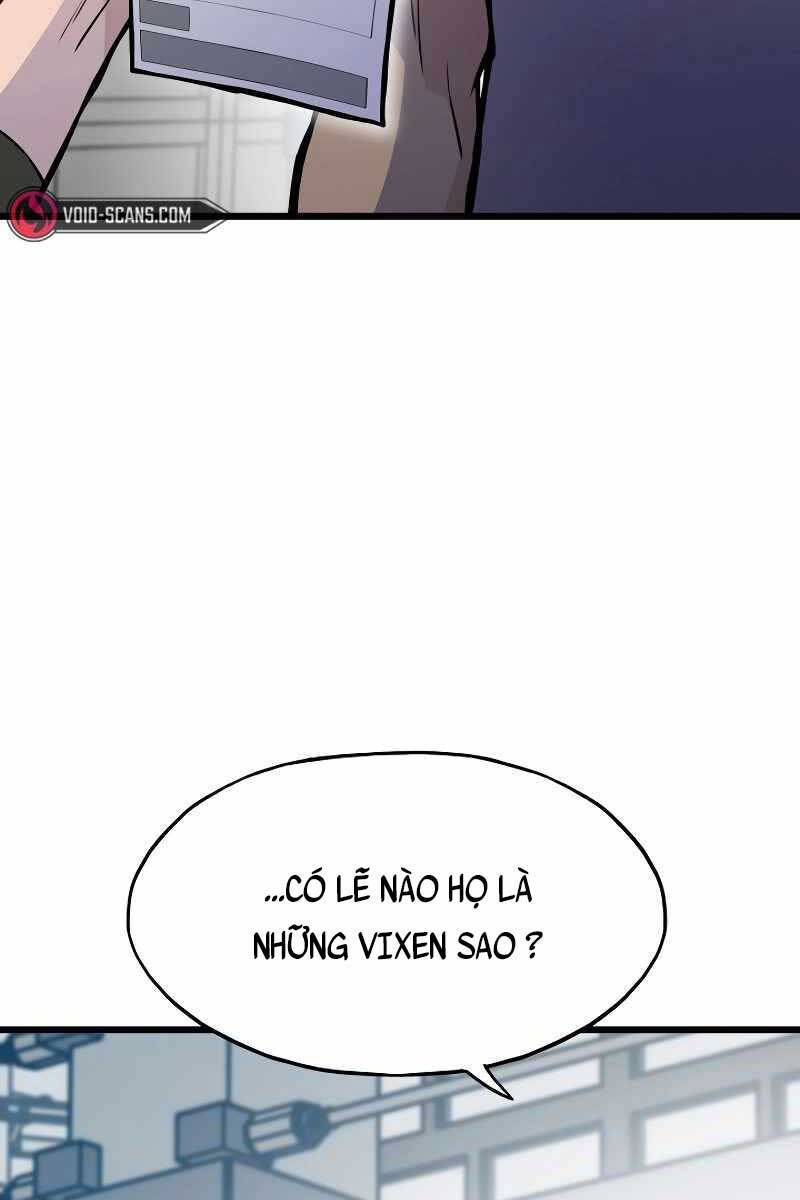 VOID-SCANS.COM
...CÓ LẼ NÀO HỌ LÀ
NHỮNG VIXEN SAO ?